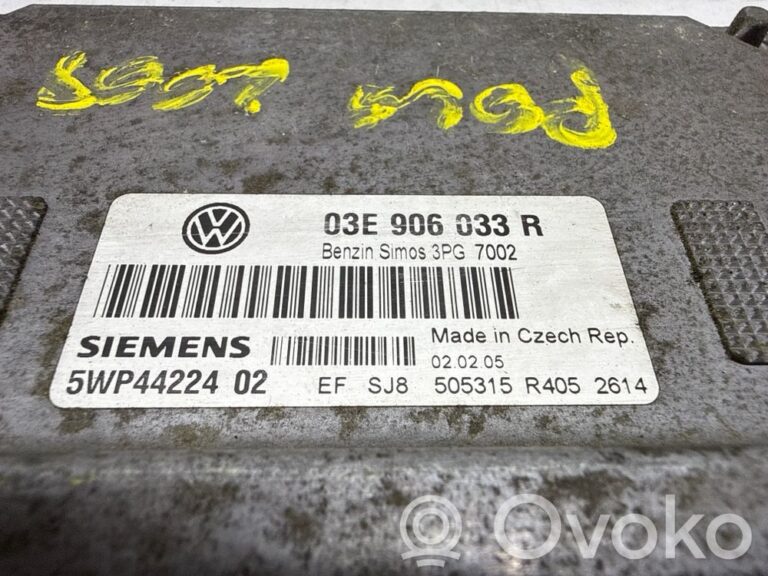 03E 906 033 R
Benzin Simos 3PG 7002
SIEMENS
5WP44224 02
Made in Czech Rep.
02.02.05
EF SJ8 505315 R405 2614
Ovoko